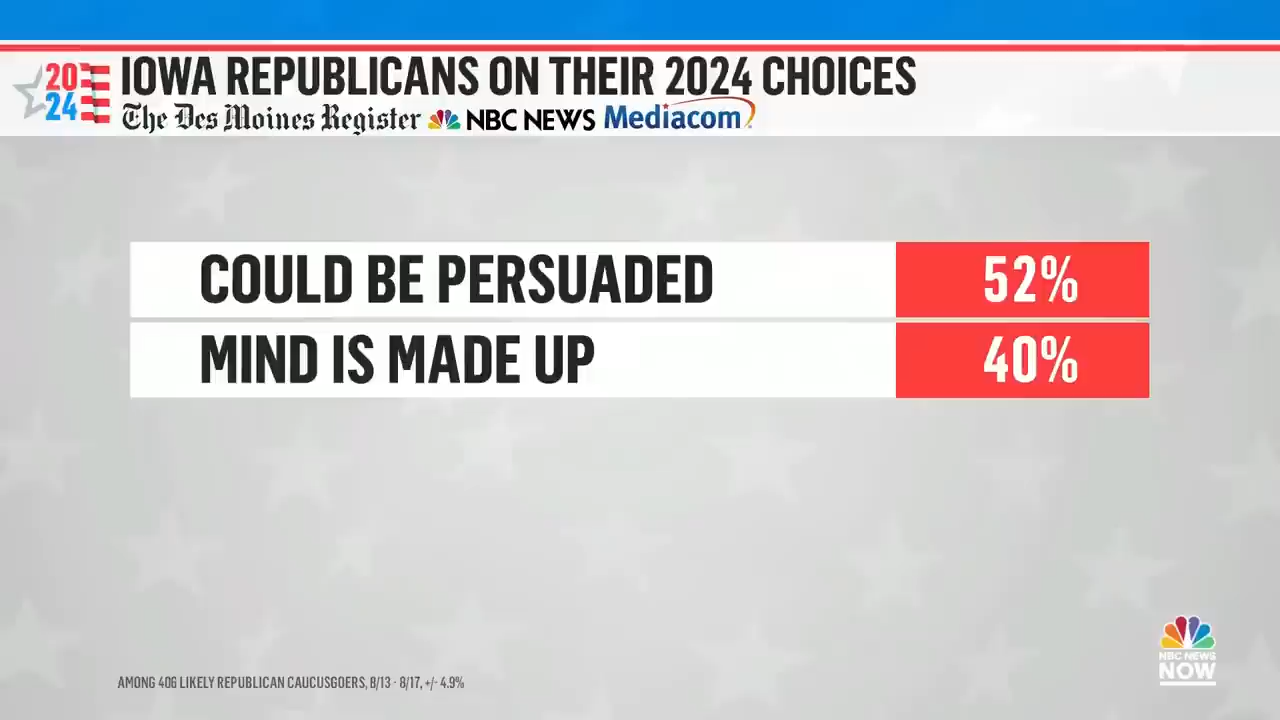 2024
IOWA REPUBLICANS ON THEIR 2024 CHOICES
The Des Moines Register NBC NEWS Mediacom
COULD BE PERSUADED 52%
MIND IS MADE UP 40%
AMONG 406 LIKELY REPUBLICAN CAUCUSGOERS, 8/13 - 8/17, +/- 4.9%
NBC NEWS
NOW